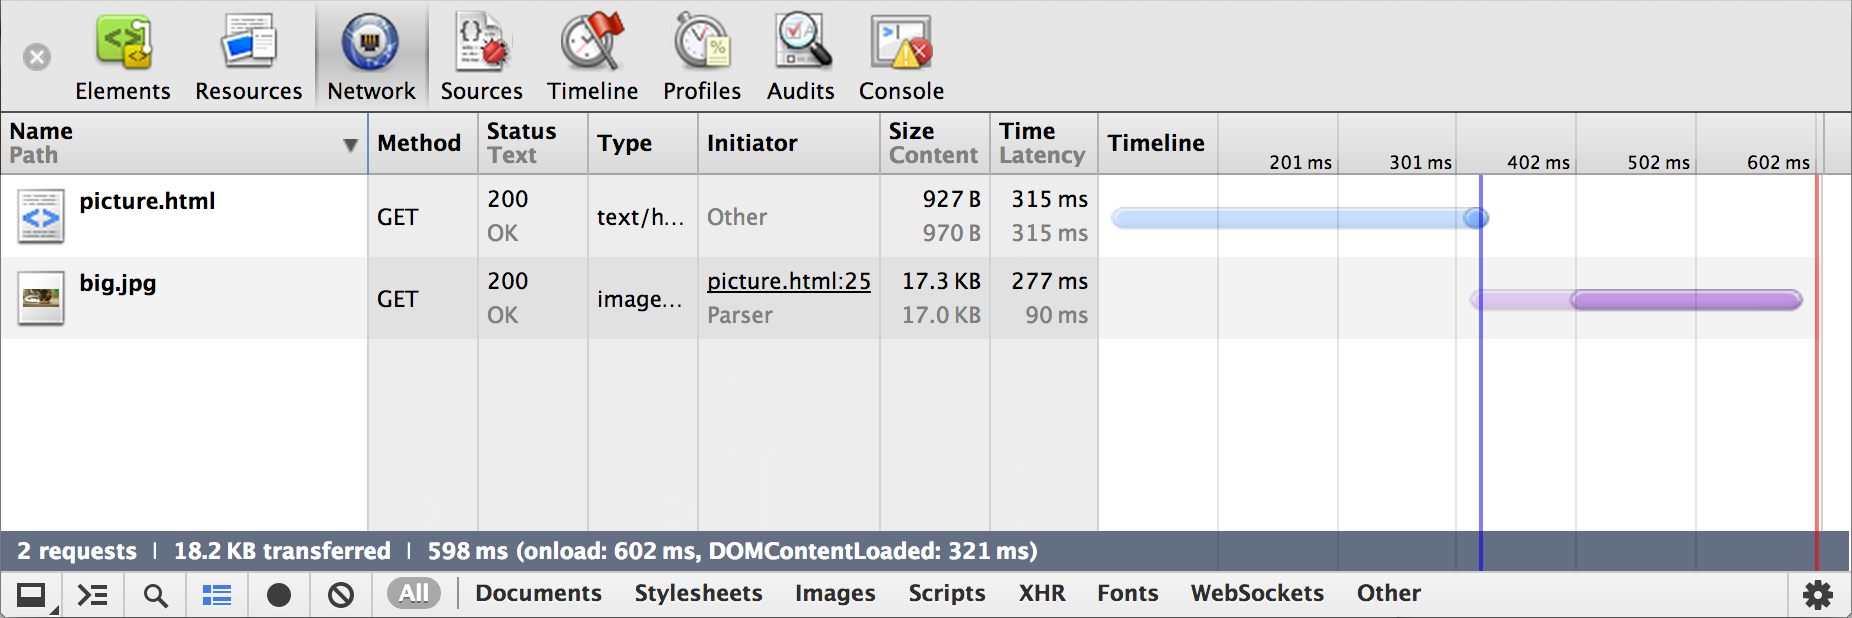 Elements Resources Network Sources Timeline Profiles Audits Console
Name Path Method Status Text Type Initiator Size Content Time Latency Timeline 201 ms 301 ms 402 ms 502 ms 602 ms
picture.html GET 200 OK text/h... Other 927 B 970 B 315 ms 315 ms
big.jpg GET 200 OK image... picture.html:25 Parser 17.3 KB 17.0 KB 277 ms 90 ms
2 requests | 18.2 KB transferred | 598 ms (onload: 602 ms, DOMContentLoaded: 321 ms)
All Documents Stylesheets Images Scripts XHR Fonts WebSockets Other